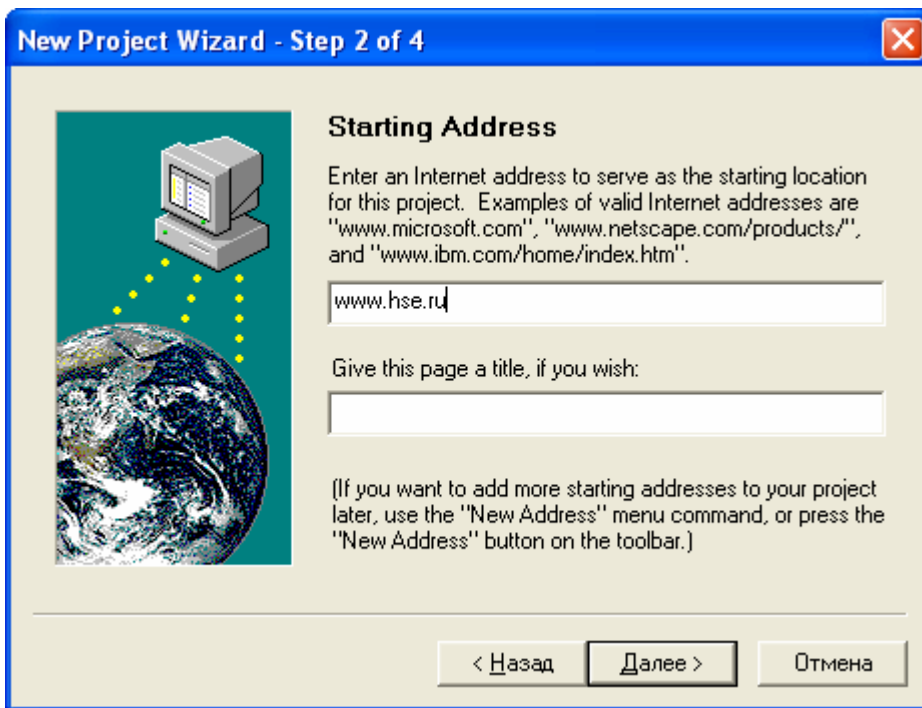 New Project Wizard - Step 2 of 4
Starting Address
Enter an Internet address to serve as the starting location
for this project.  Examples of valid Internet addresses are
"www.microsoft.com", "www.netscape.com/products/",
and "www.ibm.com/home/index.htm".
www.hse.ru
Give this page a title, if you wish:
(If you want to add more starting addresses to your project
later, use the "New Address" menu command, or press the
"New Address" button on the toolbar.)
< Назад Далее > Отмена